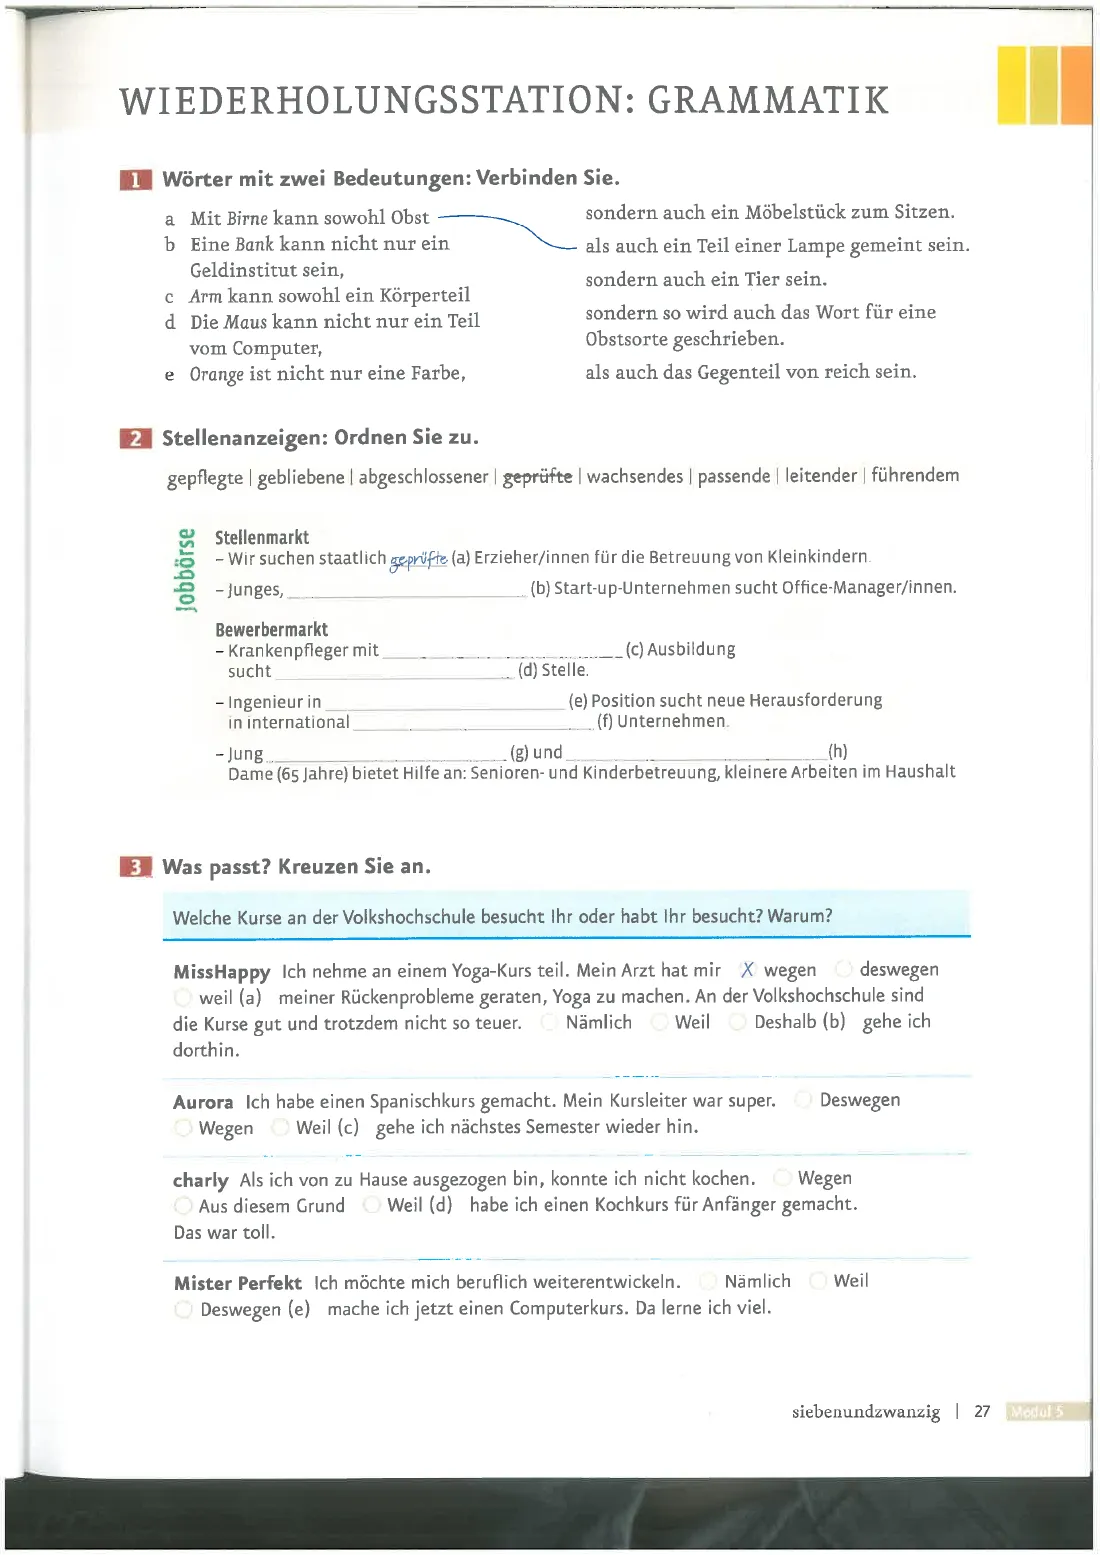 WIEDERHOLUNGSSTATION: GRAMMATIK
1 Wörter mit zwei Bedeutungen: Verbinden Sie.
a Mit Birne kann sowohl Obst
b Eine Bank kann nicht nur ein
Geldinstitut sein,
c Arm kann sowohl ein Körperteil
d Die Maus kann nicht nur ein Teil
vom Computer,
e Orange ist nicht nur eine Farbe,
sondern auch ein Möbelstück zum Sitzen.
als auch ein Teil einer Lampe gemeint sein.
sondern auch ein Tier sein.
sondern so wird auch das Wort für eine
Obstsorte geschrieben.
als auch das Gegenteil von reich sein.
2 Stellenanzeigen: Ordnen Sie zu.
gepflegte | gebliebene | abgeschlossener | geprüfte | wachsendes | passende | leitender | führendem
Jobbörse
Stellenmarkt
– Wir suchen staatlich geprüfte (a) Erzieher/innen für die Betreuung von Kleinkindern.
– Junges, ____ (b) Start-up-Unternehmen sucht Office-Manager/innen.
Bewerbermarkt
– Krankenpfleger mit ____ (c) Ausbildung
sucht ____ (d) Stelle.
– Ingenieur in ____ (e) Position sucht neue Herausforderung
in international ____ (f) Unternehmen.
– Jung ____ (g) und ____ (h)
Dame (65 Jahre) bietet Hilfe an: Senioren- und Kinderbetreuung, kleinere Arbeiten im Haushalt
3 Was passt? Kreuzen Sie an.
Welche Kurse an der Volkshochschule besucht Ihr oder habt Ihr besucht? Warum?
MissHappy Ich nehme an einem Yoga-Kurs teil. Mein Arzt hat mir X wegen ○ deswegen
○ weil (a) meiner Rückenprobleme geraten, Yoga zu machen. An der Volkshochschule sind
die Kurse gut und trotzdem nicht so teuer. ○ Nämlich ○ Weil ○ Deshalb (b) gehe ich
dorthin.
Aurora Ich habe einen Spanischkurs gemacht. Mein Kursleiter war super. ○ Deswegen
○ Wegen ○ Weil (c) gehe ich nächstes Semester wieder hin.
charly Als ich von zu Hause ausgezogen bin, konnte ich nicht kochen. ○ Wegen
○ Aus diesem Grund ○ Weil (d) habe ich einen Kochkurs für Anfänger gemacht.
Das war toll.
Mister Perfekt Ich möchte mich beruflich weiterentwickeln. ○ Nämlich ○ Weil
○ Deswegen (e) mache ich jetzt einen Computerkurs. Da lerne ich viel.
siebenundzwanzig | 27 Modul 5